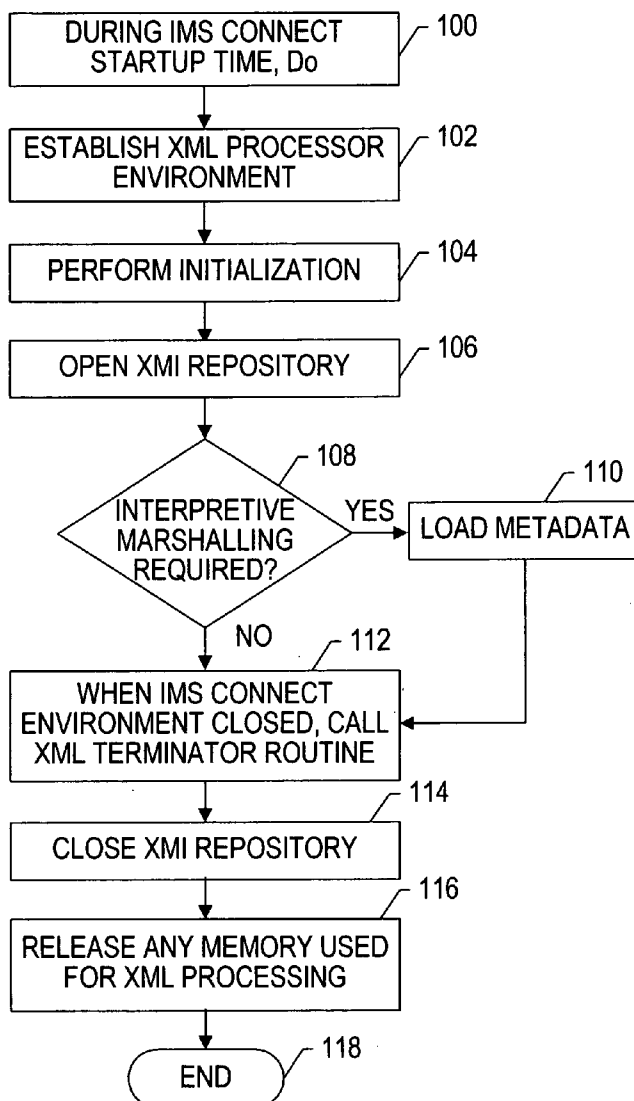 DURING IMS CONNECT
STARTUP TIME, Do
100
ESTABLISH XML PROCESSOR
ENVIRONMENT
102
PERFORM INITIALIZATION
104
OPEN XMI REPOSITORY
106
108
INTERPRETIVE
MARSHALLING
REQUIRED?
YES
110
LOAD METADATA
NO
112
WHEN IMS CONNECT
ENVIRONMENT CLOSED, CALL
XML TERMINATOR ROUTINE
114
CLOSE XMI REPOSITORY
116
RELEASE ANY MEMORY USED
FOR XML PROCESSING
118
END